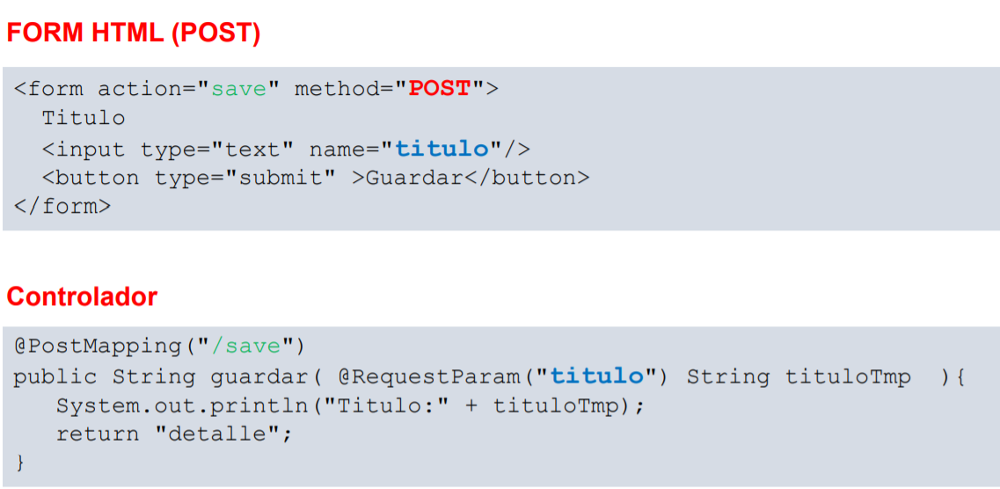 FORM HTML (POST)
<form action="save" method="POST">
Titulo
<input type="text" name="titulo"/>
<button type="submit" >Guardar</button>
</form>
Controlador
@PostMapping("/save")
public String guardar( @RequestParam("titulo") String tituloTmp  ){
System.out.println("Titulo:" + tituloTmp);
return "detalle";
}